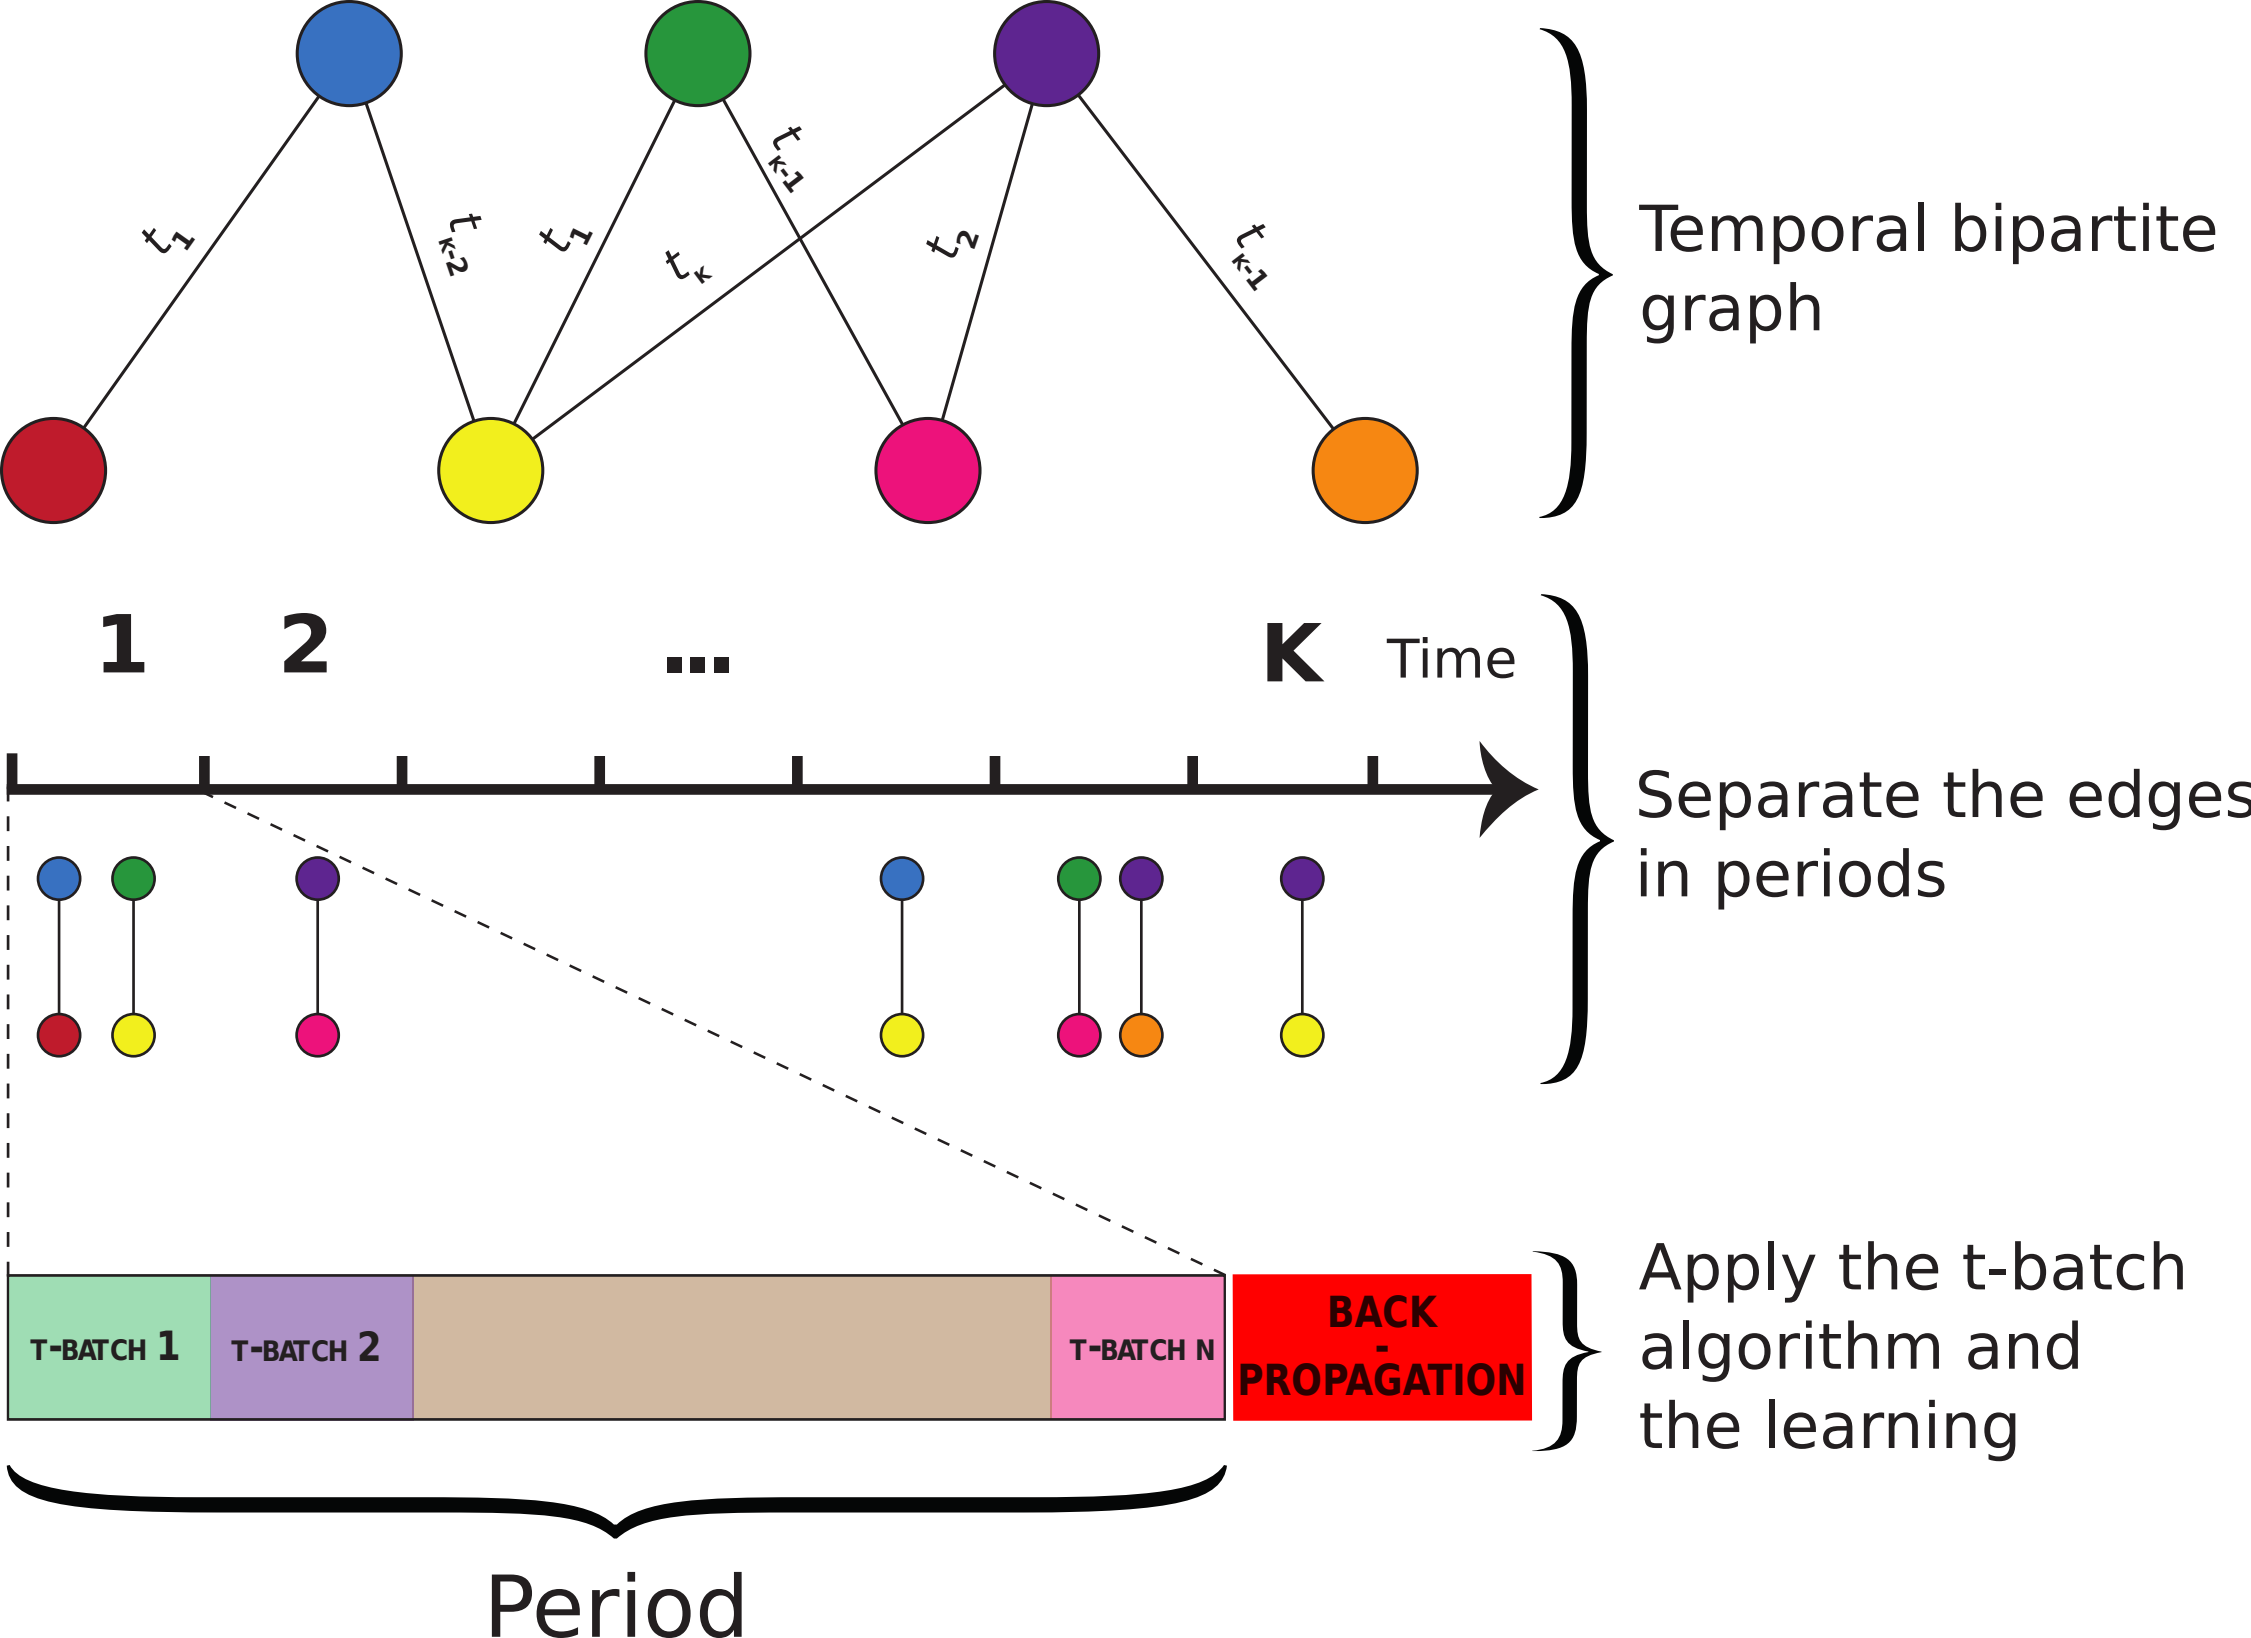 t1
tk-2
t1
tk
tk-1
t2
tk-1
Temporal bipartite
graph
1 2 ... K Time
Separate the edges
in periods
T-BATCH 1
T-BATCH 2
T-BATCH N
BACK
-
PROPAGATION
Apply the t-batch
algorithm and
the learning
Period